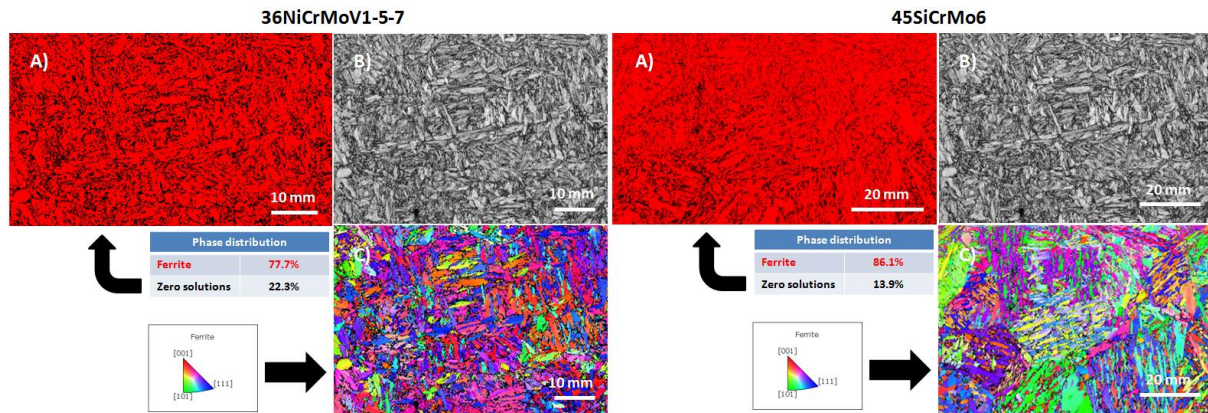 36NiCrMoV1-5-7
A)
10 mm
B)
10 mm
Phase distribution
Ferrite 77.7%
Zero solutions 22.3%
Ferrite
[001]
[111]
[101]
C)
10 mm
45SiCrMo6
A)
20 mm
B)
20 mm
Phase distribution
Ferrite 86.1%
Zero solutions 13.9%
Ferrite
[001]
[111]
[101]
C)
20 mm